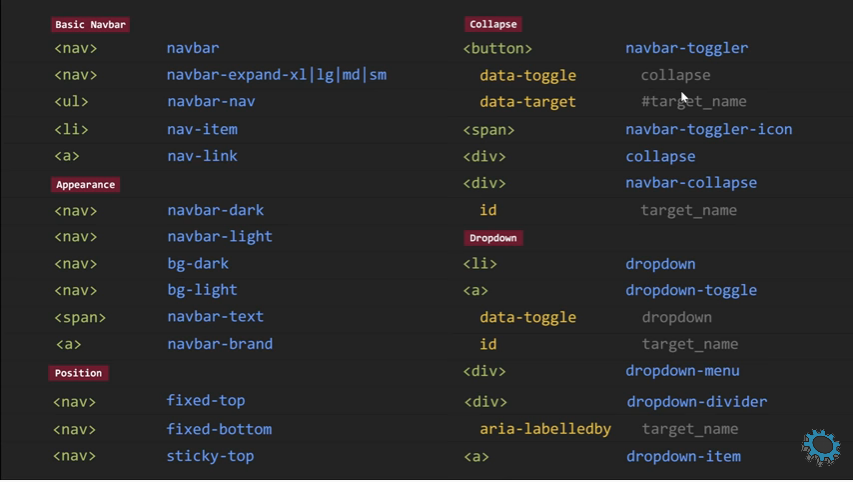 Basic Navbar
<nav> navbar
<nav> navbar-expand-xl|lg|md|sm
<ul> navbar-nav
<li> nav-item
<a> nav-link
Appearance
<nav> navbar-dark
<nav> navbar-light
<nav> bg-dark
<nav> bg-light
<span> navbar-text
<a> navbar-brand
Position
<nav> fixed-top
<nav> fixed-bottom
<nav> sticky-top
Collapse
<button> navbar-toggler
data-toggle collapse
data-target #target_name
<span> navbar-toggler-icon
<div> collapse
<div> navbar-collapse
id target_name
Dropdown
<li> dropdown
<a> dropdown-toggle
data-toggle dropdown
id target_name
<div> dropdown-menu
<div> dropdown-divider
aria-labelledby target_name
<a> dropdown-item